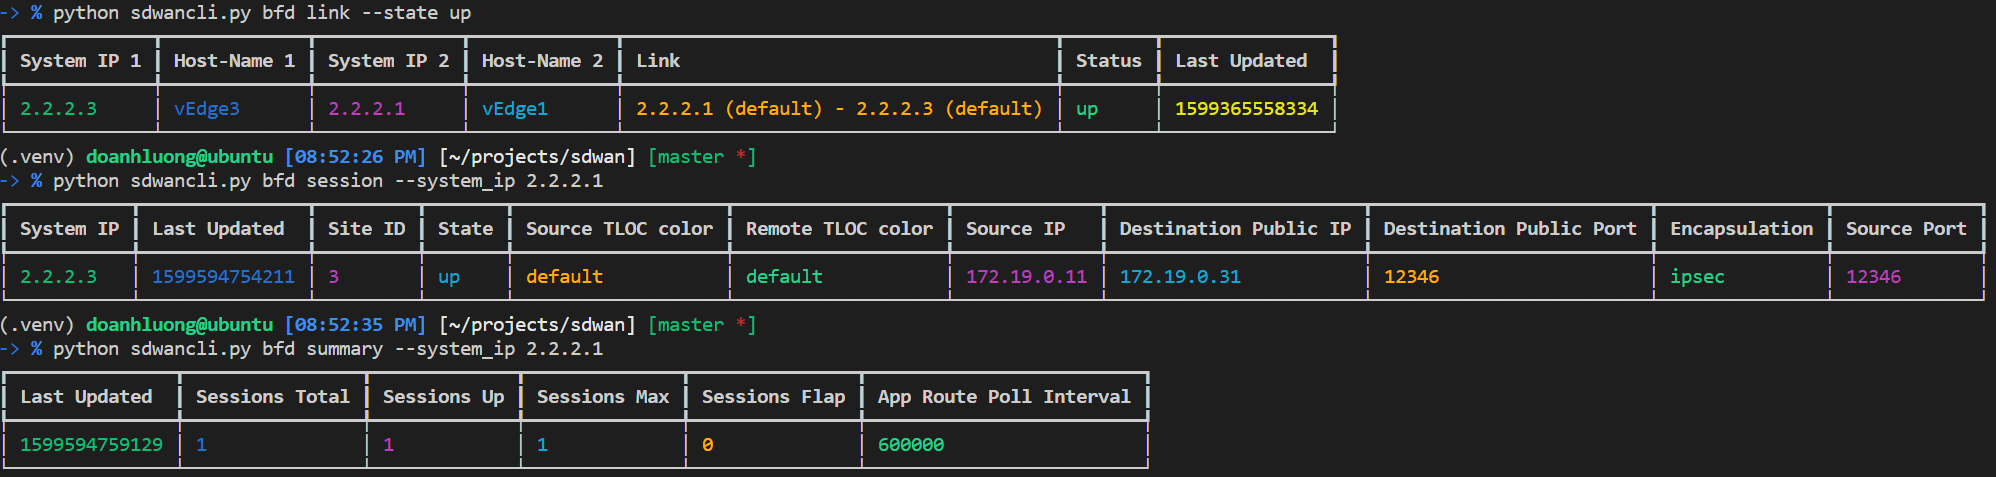 -> % python sdwancli.py bfd link --state up
System IP 1 Host-Name 1 System IP 2 Host-Name 2 Link Status Last Updated
2.2.2.3 vEdge3 2.2.2.1 vEdge1 2.2.2.1 (default) - 2.2.2.3 (default) up 1599365558334
(.venv) doanhluong@ubuntu [08:52:26 PM] [~/projects/sdwan] [master *]
-> % python sdwancli.py bfd session --system_ip 2.2.2.1
System IP Last Updated Site ID State Source TLOC color Remote TLOC color Source IP Destination Public IP Destination Public Port Encapsulation Source Port
2.2.2.3 1599594754211 3 up default default 172.19.0.11 172.19.0.31 12346 ipsec 12346
(.venv) doanhluong@ubuntu [08:52:35 PM] [~/projects/sdwan] [master *]
-> % python sdwancli.py bfd summary --system_ip 2.2.2.1
Last Updated Sessions Total Sessions Up Sessions Max Sessions Flap App Route Poll Interval
1599594759129 1 1 1 0 600000